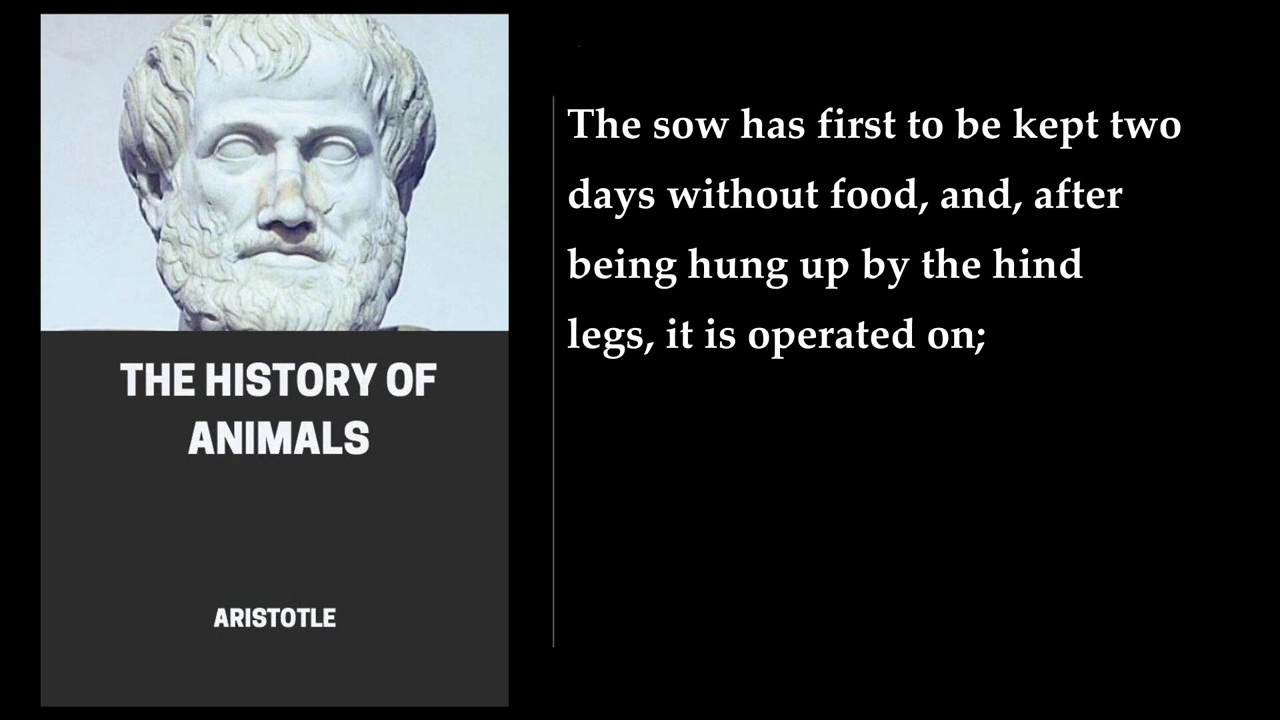 THE HISTORY OF
ANIMALS
ARISTOTLE
The sow has first to be kept two
days without food, and, after
being hung up by the hind
legs, it is operated on;